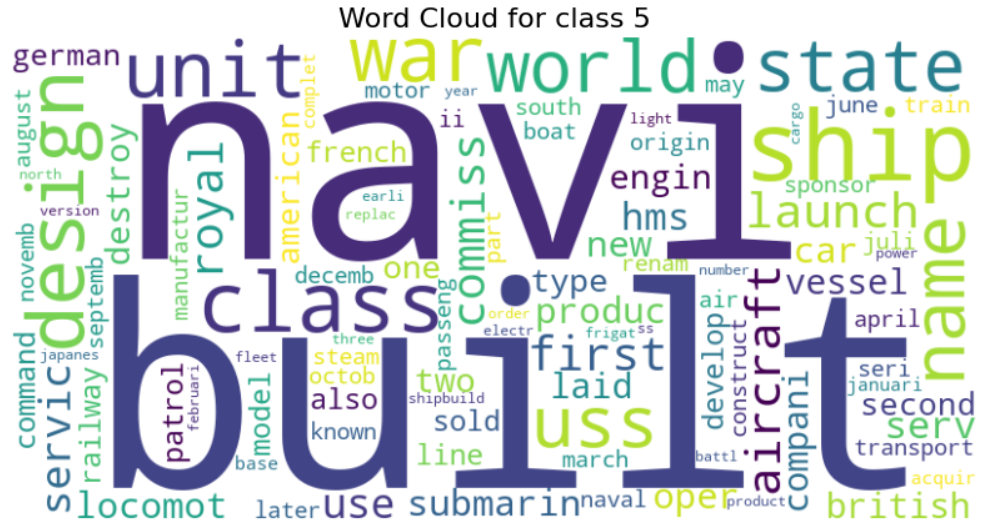 Word Cloud for class 5
german
unit
war
world
state
motor
year
may
june
train
august
design
destroy
complet
american
ii
south
boat
light
origin
cargo
ship
navi
royal
french
earli
replac
commiss
part
engin
hms
new
renam
sponsor
launch
car
juli
power
name
north
version
novemb
septemb
manufactur
decemb
one
passeng
order
electr
type
produc
frigat
ss
number
air
vessel
class
built
first
developr
construct
aircraft
april
command
japanes
servic
railway
patrol
februari
fleet
model
base
three
steam
octob
also
known
two
shipbuild
sold
line
laid
uss
march
battl
compani
seri
januari
second
serv
transport
acquir
locomot
later
use
submarin
naval
oper
product
british